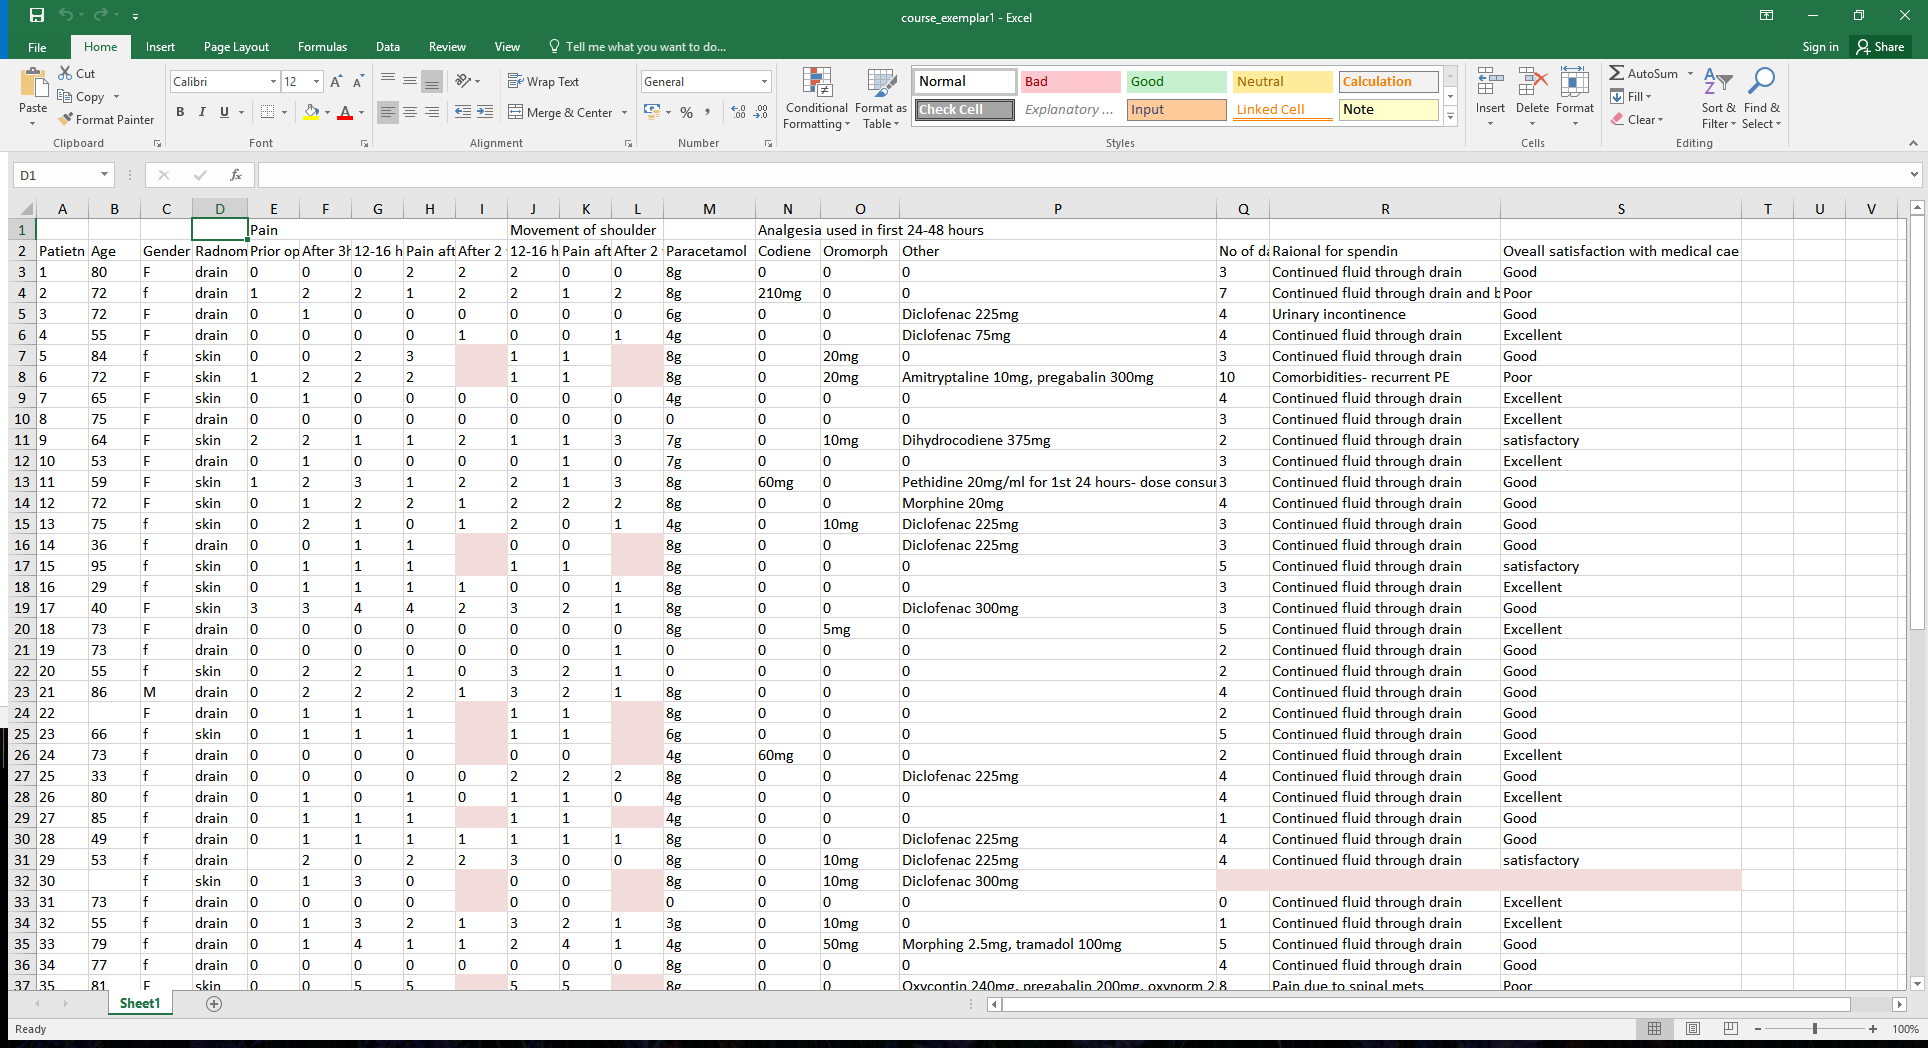 course_exemplar1 - Excel
File Home Insert Page Layout Formulas Data Review View Tell me what you want to do... Sign in Share
Paste Cut Copy Format Painter Clipboard
Calibri 12 A A B I U A Font
Wrap Text Merge & Center Alignment
General % , .0 .00 .00 .0 Number
Conditional Formatting Format as Table
Normal Bad Good Neutral Calculation
Check Cell Explanatory ... Input Linked Cell Note
Styles
Insert Delete Format Cells
AutoSum Fill Clear Sort & Filter Find & Select Editing
D1 fx
A B C D E F G H I J K L M N O P Q R S T U V
1 Pain Movement of shoulder Analgesia used in first 24-48 hours
2 Patietn Age Gender Radnom Prior op After 3h 12-16 h Pain aft After 2 12-16 h Pain aft After 2 Paracetamol Codiene Oromorph Other No of da Raional for spendin Oveall satisfaction with medical cae
3 1 80 F drain 0 0 0 2 2 2 0 0 8g 0 0 0 3 Continued fluid through drain Good
4 2 72 f drain 1 2 2 1 2 2 1 2 8g 210mg 0 0 7 Continued fluid through drain and b Poor
5 3 72 F drain 0 1 0 0 0 0 0 0 6g 0 0 Diclofenac 225mg 4 Urinary incontinence Good
6 4 55 F drain 0 0 0 0 1 0 0 1 4g 0 0 Diclofenac 75mg 4 Continued fluid through drain Excellent
7 5 84 f skin 0 0 2 3 1 1 8g 0 20mg 0 3 Continued fluid through drain Good
8 6 72 F skin 1 2 2 2 1 1 8g 0 20mg Amitryptaline 10mg, pregabalin 300mg 10 Comorbidities- recurrent PE Poor
9 7 65 F skin 0 1 0 0 0 0 0 0 4g 0 0 0 4 Continued fluid through drain Excellent
10 8 75 F drain 0 0 0 0 0 0 0 0 0 0 0 0 3 Continued fluid through drain Excellent
11 9 64 F skin 2 2 1 1 2 1 1 3 7g 0 10mg Dihydrocodiene 375mg 2 Continued fluid through drain satisfactory
12 10 53 F drain 0 1 0 0 0 0 1 0 7g 0 0 0 3 Continued fluid through drain Excellent
13 11 59 F skin 1 2 3 1 2 2 1 3 8g 60mg 0 Pethidine 20mg/ml for 1st 24 hours- dose consur 3 Continued fluid through drain Good
14 12 72 F skin 0 1 2 2 1 2 2 2 8g 0 0 Morphine 20mg 4 Continued fluid through drain Good
15 13 75 f skin 0 2 1 0 1 2 0 1 4g 0 10mg Diclofenac 225mg 3 Continued fluid through drain Good
16 14 36 f drain 0 0 1 1 0 0 8g 0 0 Diclofenac 225mg 3 Continued fluid through drain Good
17 15 95 f skin 0 1 1 1 1 1 8g 0 0 0 5 Continued fluid through drain satisfactory
18 16 29 f skin 0 1 1 1 1 0 0 1 8g 0 0 0 3 Continued fluid through drain Excellent
19 17 40 F skin 3 3 4 4 2 3 2 1 8g 0 0 Diclofenac 300mg 3 Continued fluid through drain Good
20 18 73 F drain 0 0 0 0 0 0 0 0 8g 0 5mg 0 5 Continued fluid through drain Excellent
21 19 73 f drain 0 0 0 0 0 0 0 1 0 0 0 0 2 Continued fluid through drain Good
22 20 55 f skin 0 2 2 1 0 3 2 1 0 0 0 0 2 Continued fluid through drain Good
23 21 86 M drain 0 2 2 2 1 3 2 1 8g 0 0 0 4 Continued fluid through drain Good
24 22 F drain 0 1 1 1 1 1 8g 0 0 0 2 Continued fluid through drain Good
25 23 66 f skin 0 1 1 1 1 1 6g 0 0 0 5 Continued fluid through drain Good
26 24 73 f drain 0 0 0 0 0 0 4g 60mg 0 0 2 Continued fluid through drain Excellent
27 25 33 f drain 0 0 0 0 0 2 2 2 8g 0 0 Diclofenac 225mg 4 Continued fluid through drain Good
28 26 80 f drain 0 1 0 1 0 1 1 0 4g 0 0 0 4 Continued fluid through drain Excellent
29 27 85 f drain 0 1 1 1 1 1 4g 0 0 0 1 Continued fluid through drain Good
30 28 49 f drain 0 1 1 1 1 1 1 1 8g 0 0 Diclofenac 225mg 4 Continued fluid through drain Good
31 29 53 f drain 2 0 2 2 3 0 0 8g 0 10mg Diclofenac 225mg 4 Continued fluid through drain satisfactory
32 30 f skin 0 1 3 0 0 0 8g 0 10mg Diclofenac 300mg
33 31 73 f drain 0 0 0 0 0 0 0 0 0 0 0 Continued fluid through drain Excellent
34 32 55 f drain 0 1 3 2 1 3 2 1 3g 0 10mg 0 1 Continued fluid through drain Excellent
35 33 79 f drain 0 1 4 1 1 2 4 1 4g 0 50mg Morphing 2.5mg, tramadol 100mg 5 Continued fluid through drain Good
36 34 77 f drain 0 0 0 0 0 0 0 0 8g 0 0 0 4 Continued fluid through drain Good
37 35 81 F skin 0 0 5 5 5 5 8g 0 0 Oxycontin 240mg, pregabalin 200mg, oxynorm 2 8 Pain due to spinal mets Poor
Sheet1
Ready 100%